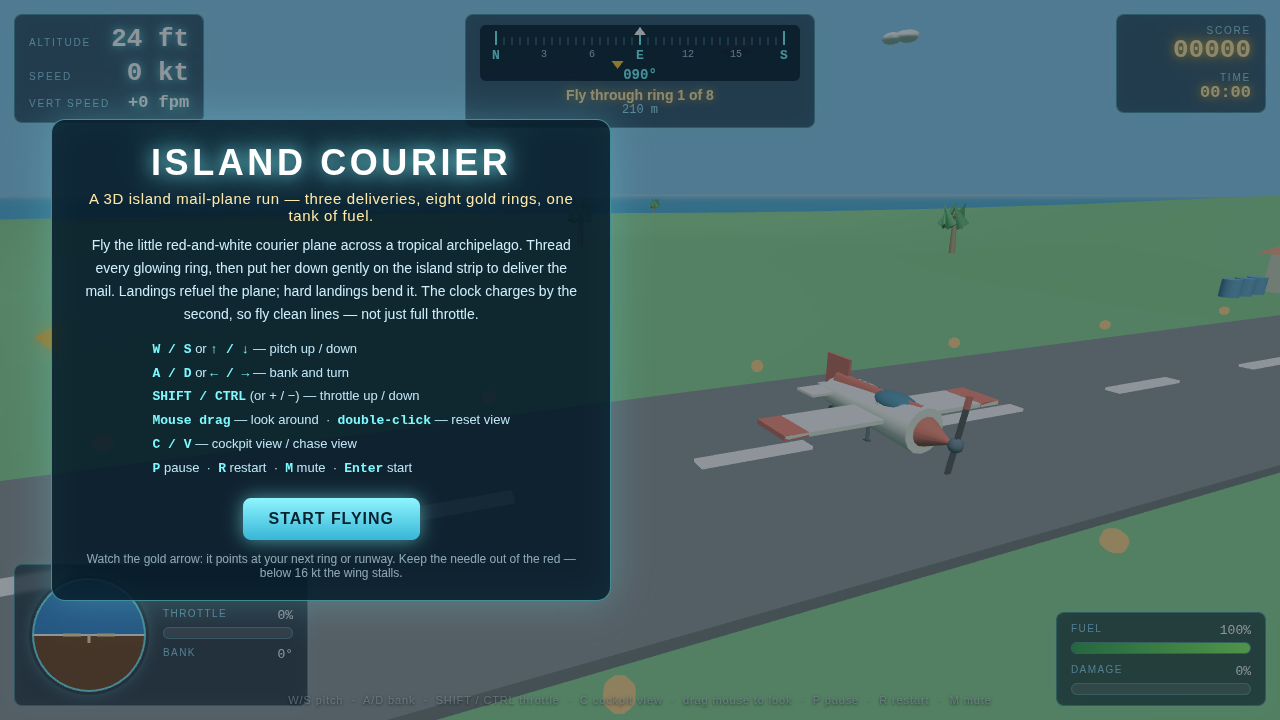 ALTITUDE 24 ft
SPEED 0 kt
VERT SPEED +0 fpm
N 3 6 E 12 15 S
090°
Fly through ring 1 of 8
210 m
SCORE
00000
TIME
00:00
ISLAND COURIER
A 3D island mail-plane run — three deliveries, eight gold rings, one
tank of fuel.
Fly the little red-and-white courier plane across a tropical archipelago. Thread
every glowing ring, then put her down gently on the island strip to deliver the
mail. Landings refuel the plane; hard landings bend it. The clock charges by the
second, so fly clean lines — not just full throttle.
W / S or ↑ / ↓ — pitch up / down
A / D or ← / → — bank and turn
SHIFT / CTRL (or + / −) — throttle up / down
Mouse drag — look around · double-click — reset view
C / V — cockpit view / chase view
P pause · R restart · M mute · Enter start
START FLYING
Watch the gold arrow: it points at your next ring or runway. Keep the needle out of the red —
below 16 kt the wing stalls.
THROTTLE 0%
BANK 0°
FUEL 100%
DAMAGE 0%
W/S pitch · A/D bank · SHIFT / CTRL throttle · C cockpit view · drag mouse to look · P pause · R restart · M mute